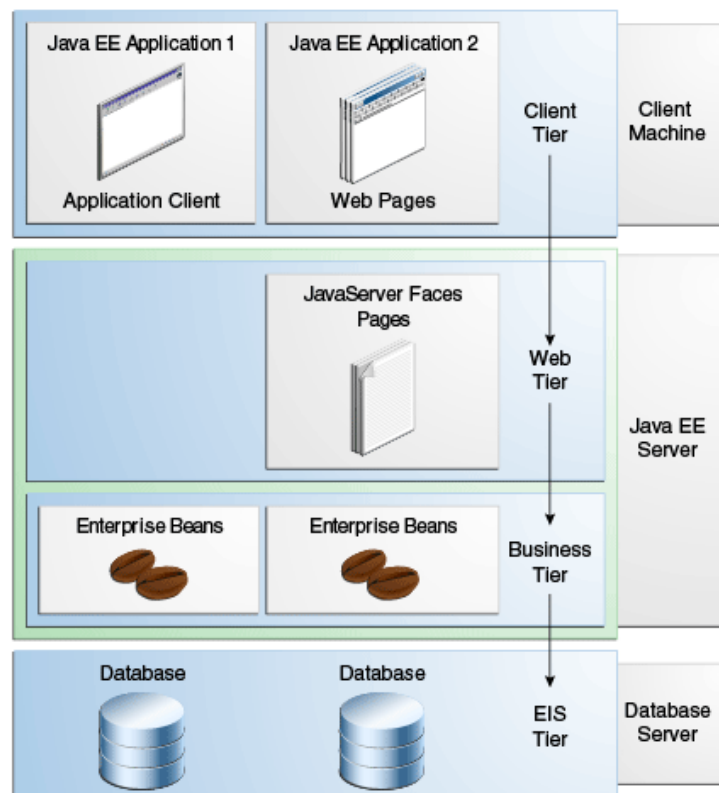 Java EE Application 1
Java EE Application 2
Application Client
Web Pages
Client
Tier
Client
Machine
JavaServer Faces
Pages
Web
Tier
Java EE
Server
Enterprise Beans
Enterprise Beans
Business
Tier
Database
Database
EIS
Tier
Database
Server